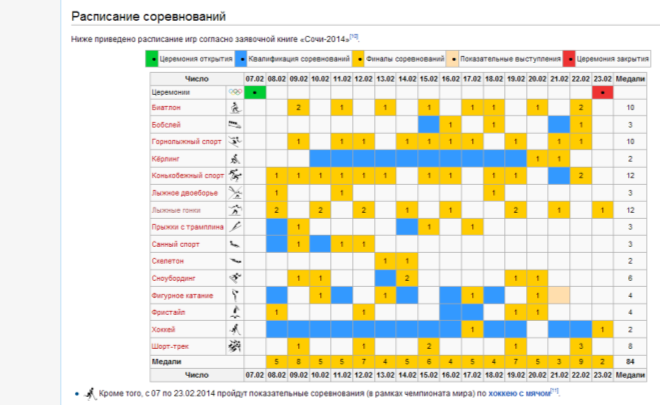 Расписание соревнований
Ниже приведено расписание игр согласно заявочной книге «Сочи-2014»[10].
• Церемония открытия • Квалификация соревнований • Финалы соревнований • Показательные выступления • Церемония закрытия
Число 07.02 08.02 09.02 10.02 11.02 12.02 13.02 14.02 15.02 16.02 17.02 18.02 19.02 20.02 21.02 22.02 23.02 Медали
Церемонии • •
Биатлон 2 1 1 1 1 1 1 2 10
Бобслей 1 1 1 3
Горнолыжный спорт 1 1 1 1 1 1 1 1 1 1 10
Кёрлинг 1 1 2
Конькобежный спорт 1 1 1 1 1 1 1 1 1 1 2 12
Лыжное двоеборье 1 1 1 3
Лыжные гонки 2 2 2 1 1 2 1 1 12
Прыжки с трамплина 1 1 1 3
Санный спорт 1 1 1 3
Скелетон 1 1 2
Сноубординг 1 1 2 1 1 6
Фигурное катание 1 1 1 1 4
Фристайл 1 1 1 1 4
Хоккей 1 1 2
Шорт-трек 1 1 2 1 3 8
Медали 5 8 5 5 7 4 5 6 4 5 4 7 5 3 9 2 84
Число 07.02 08.02 09.02 10.02 11.02 12.02 13.02 14.02 15.02 16.02 17.02 18.02 19.02 20.02 21.02 22.02 23.02 Медали
• Кроме того, с 07 по 23.02.2014 пройдут показательные соревнования (в рамках чемпионата мира) по хоккею с мячом[11].